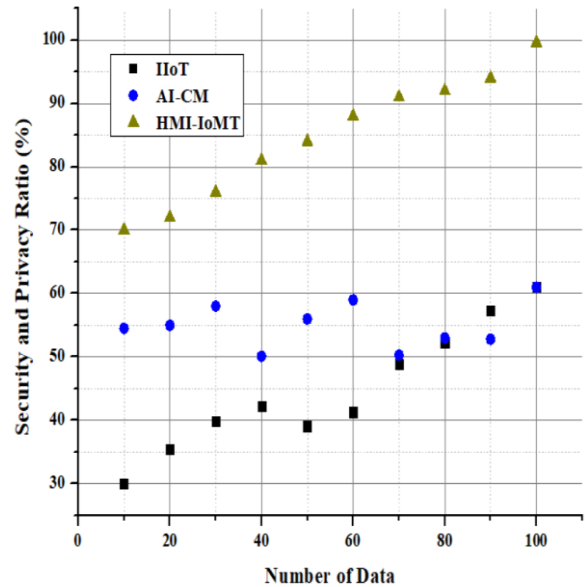 Security and Privacy Ratio (%)
100
90
80
70
60
50
40
30
IIoT
AI-CM
HMI-IoMT
0 20 40 60 80 100
Number of Data